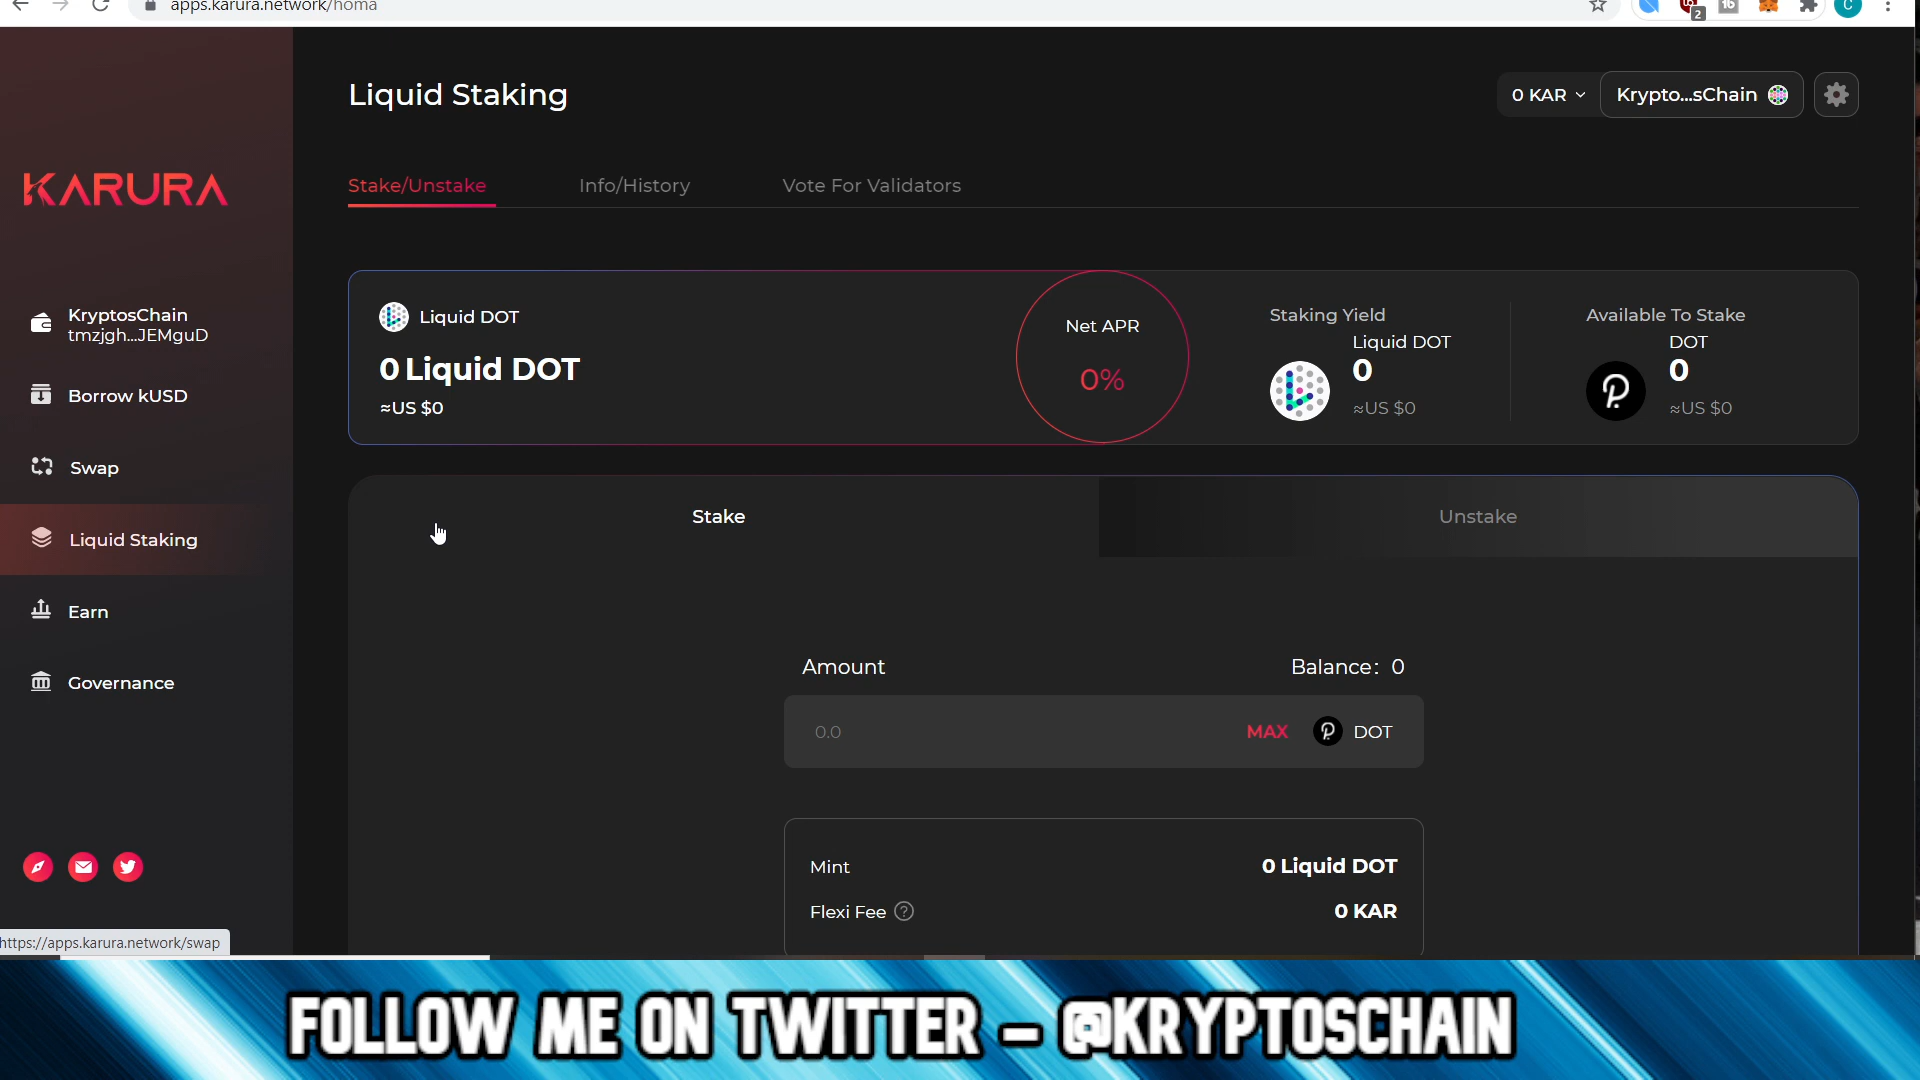 apps.karura.network/homa
2
Liquid Staking
0 KAR
Krypto...sChain
C
KARURA
Stake/Unstake
Info/History
Vote For Validators
KryptosChain
tmzjgh...JEMguD
Borrow kUSD
Swap
Liquid Staking
Earn
Governance
Liquid DOT
0 Liquid DOT
≈US $0
Net APR
0%
Staking Yield
Liquid DOT
0
≈US $0
Available To Stake
DOT
0
≈US $0
Stake
Unstake
Amount
Balance: 0
0.0
MAX
DOT
Mint
0 Liquid DOT
Flexi Fee ?
0 KAR
https://apps.karura.network/swap
FOLLOW ME ON TWITTER – @KRYPTOSCHAIN